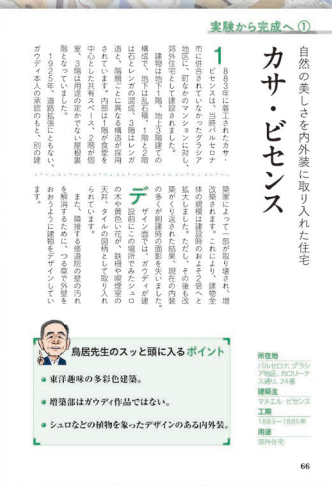 実験から完成へ①
自然の美しさを内外装に取り入れた住宅
カサ・ビセンス
1883年に着工されたカサ・
ビセンスは、当時バルセロナ
市に併合されていなかったグラシア
地区に、町なかのマンションに対し、
郊外住宅として建設されました。
建物は地下1階、地上3階建ての
構成で、地下は乱石積、1階と2階
は石とレンガの混成、3階はレンガ
造と、階層ごとに異なる構造が採用
されています。内部は1階が食堂を
中心とした共有スペース、2階が個
室、3階は用途の定かでない屋根裏
階となっていました。
1925年、道路拡張にともない、
ガウディ本人の承認のもと、別の建
築家によって一部が取り壊され、増
改築されます。これにより、建物全
体の規模は建設時のおよそ2倍へと
拡大しました。ただし、その後も改
築がくり返された結果、現在の内装
の多くが創建時の面影を失いました。
デザイン面では、ガウディが建
設前にこの場所でみたシュロ
の木や黄色い花が、鉄柵や喫煙室の
天井、タイルの図柄として取り入れ
られています。
また、隣接する修道院の壁の汚れ
を解消するために、つる草で外壁を
おおうように建物をデザインしてい
ます。
鳥居先生のスッと頭に入るポイント
東洋趣味の多彩色建築。
増築部はガウディ作品ではない。
シュロなどの植物を象ったデザインのある内外装。
所在地
バルセロナ、グラシ
ア地区、カロリーナ
ス通り、24番
建築主
マヌエル・ビセンス
工期
1883〜1885年
用途
郊外住宅
66